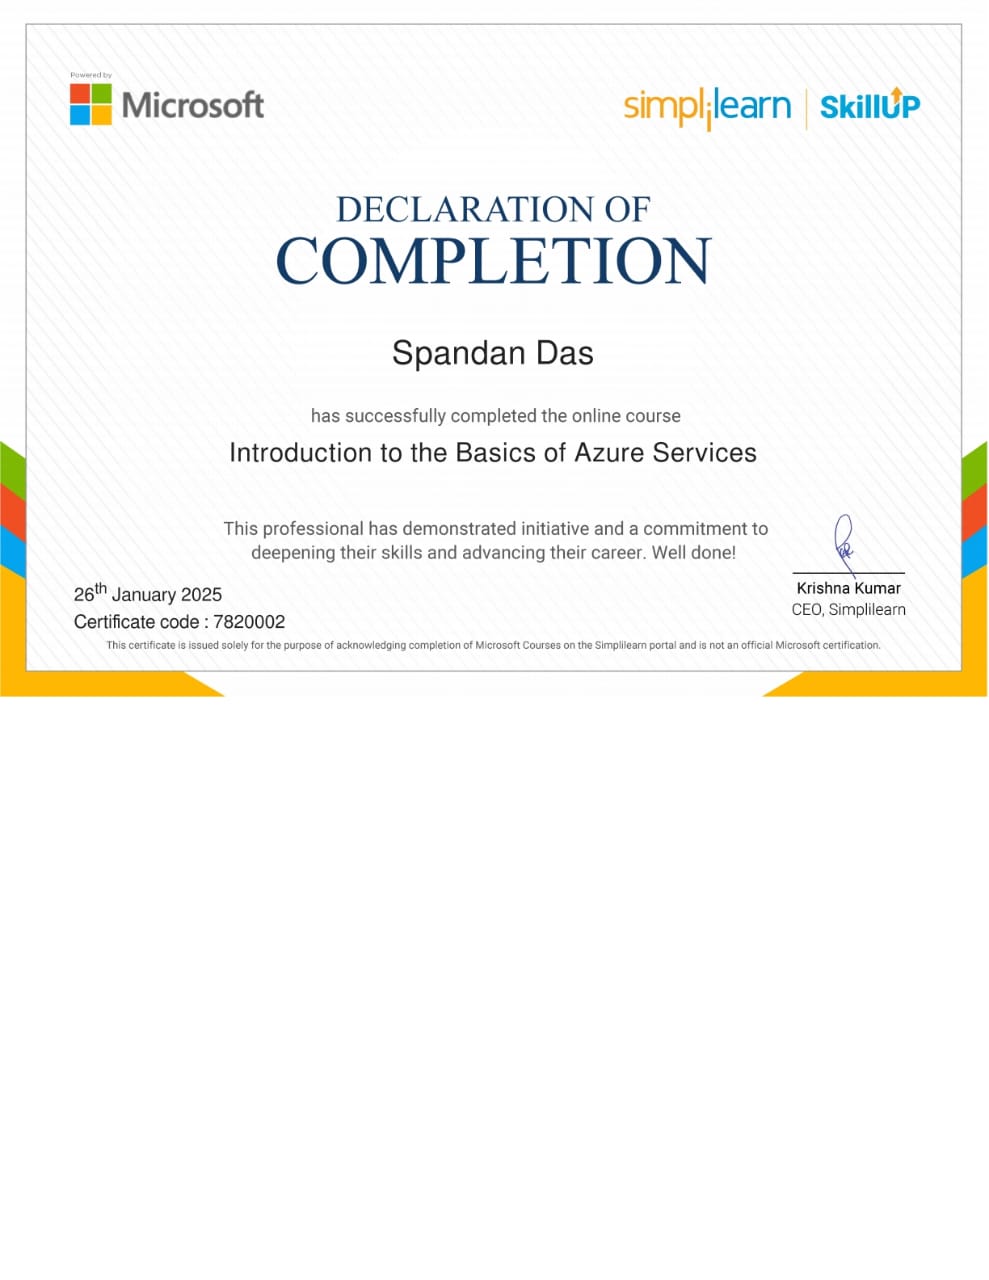 Powered by
Microsoft
simplilearn | SkillUP
DECLARATION OF
COMPLETION
Spandan Das
has successfully completed the online course
Introduction to the Basics of Azure Services
This professional has demonstrated initiative and a commitment to
deepening their skills and advancing their career. Well done!
26th January 2025
Certificate code : 7820002
Krishna Kumar
CEO, Simplilearn
This certificate is issued solely for the purpose of acknowledging completion of Microsoft Courses on the Simplilearn portal and is not an official Microsoft certification.